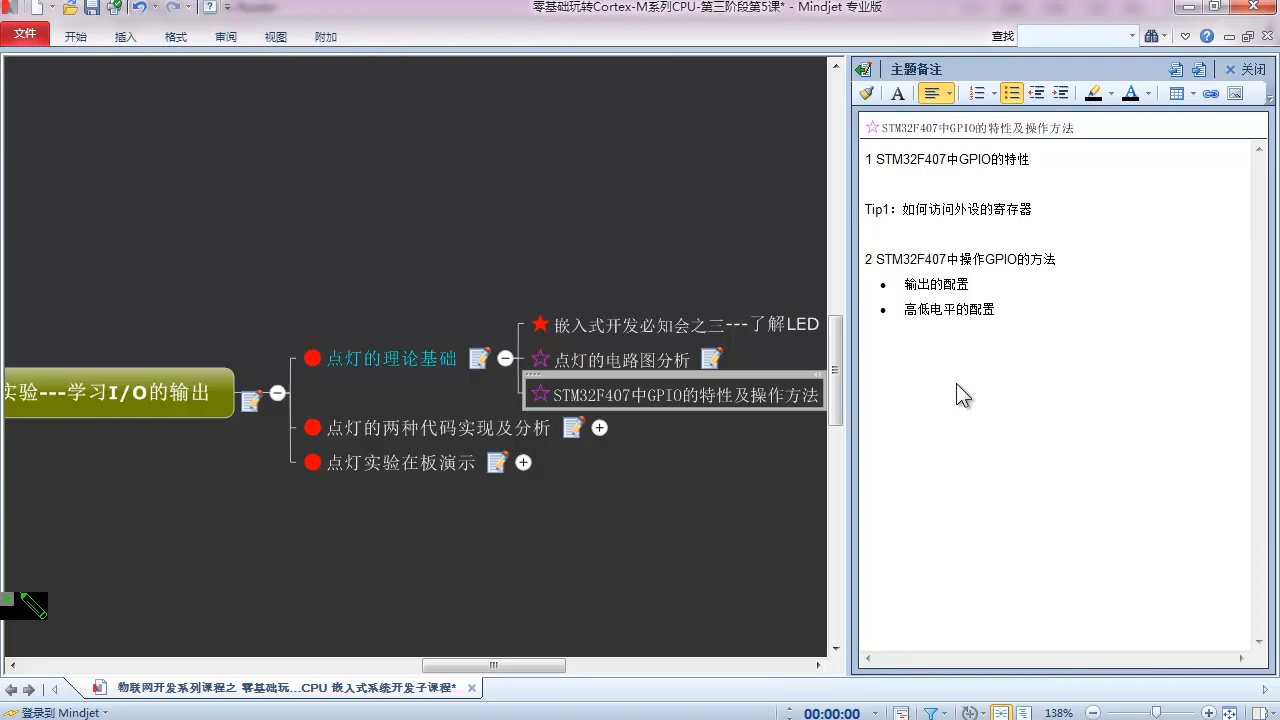 零基础玩转Cortex-M系列CPU-第三阶段第5课* - Mindjet 专业版
文件 开始 插入 格式 审阅 视图 附加 查找
主题备注 关闭
☆STM32F407中GPIO的特性及操作方法
1 STM32F407中GPIO的特性
Tip1：如何访问外设的寄存器
2 STM32F407中操作GPIO的方法
• 输出的配置
• 高低电平的配置
嵌入式开发必知会之三---了解LED
点灯的理论基础
点灯的电路图分析
STM32F407中GPIO的特性及操作方法
实验---学习I/O的输出
点灯的两种代码实现及分析
点灯实验在板演示
物联网开发系列课程之 零基础玩...CPU 嵌入式系统开发子课程*
登录到 Mindjet 00:00:00 138%